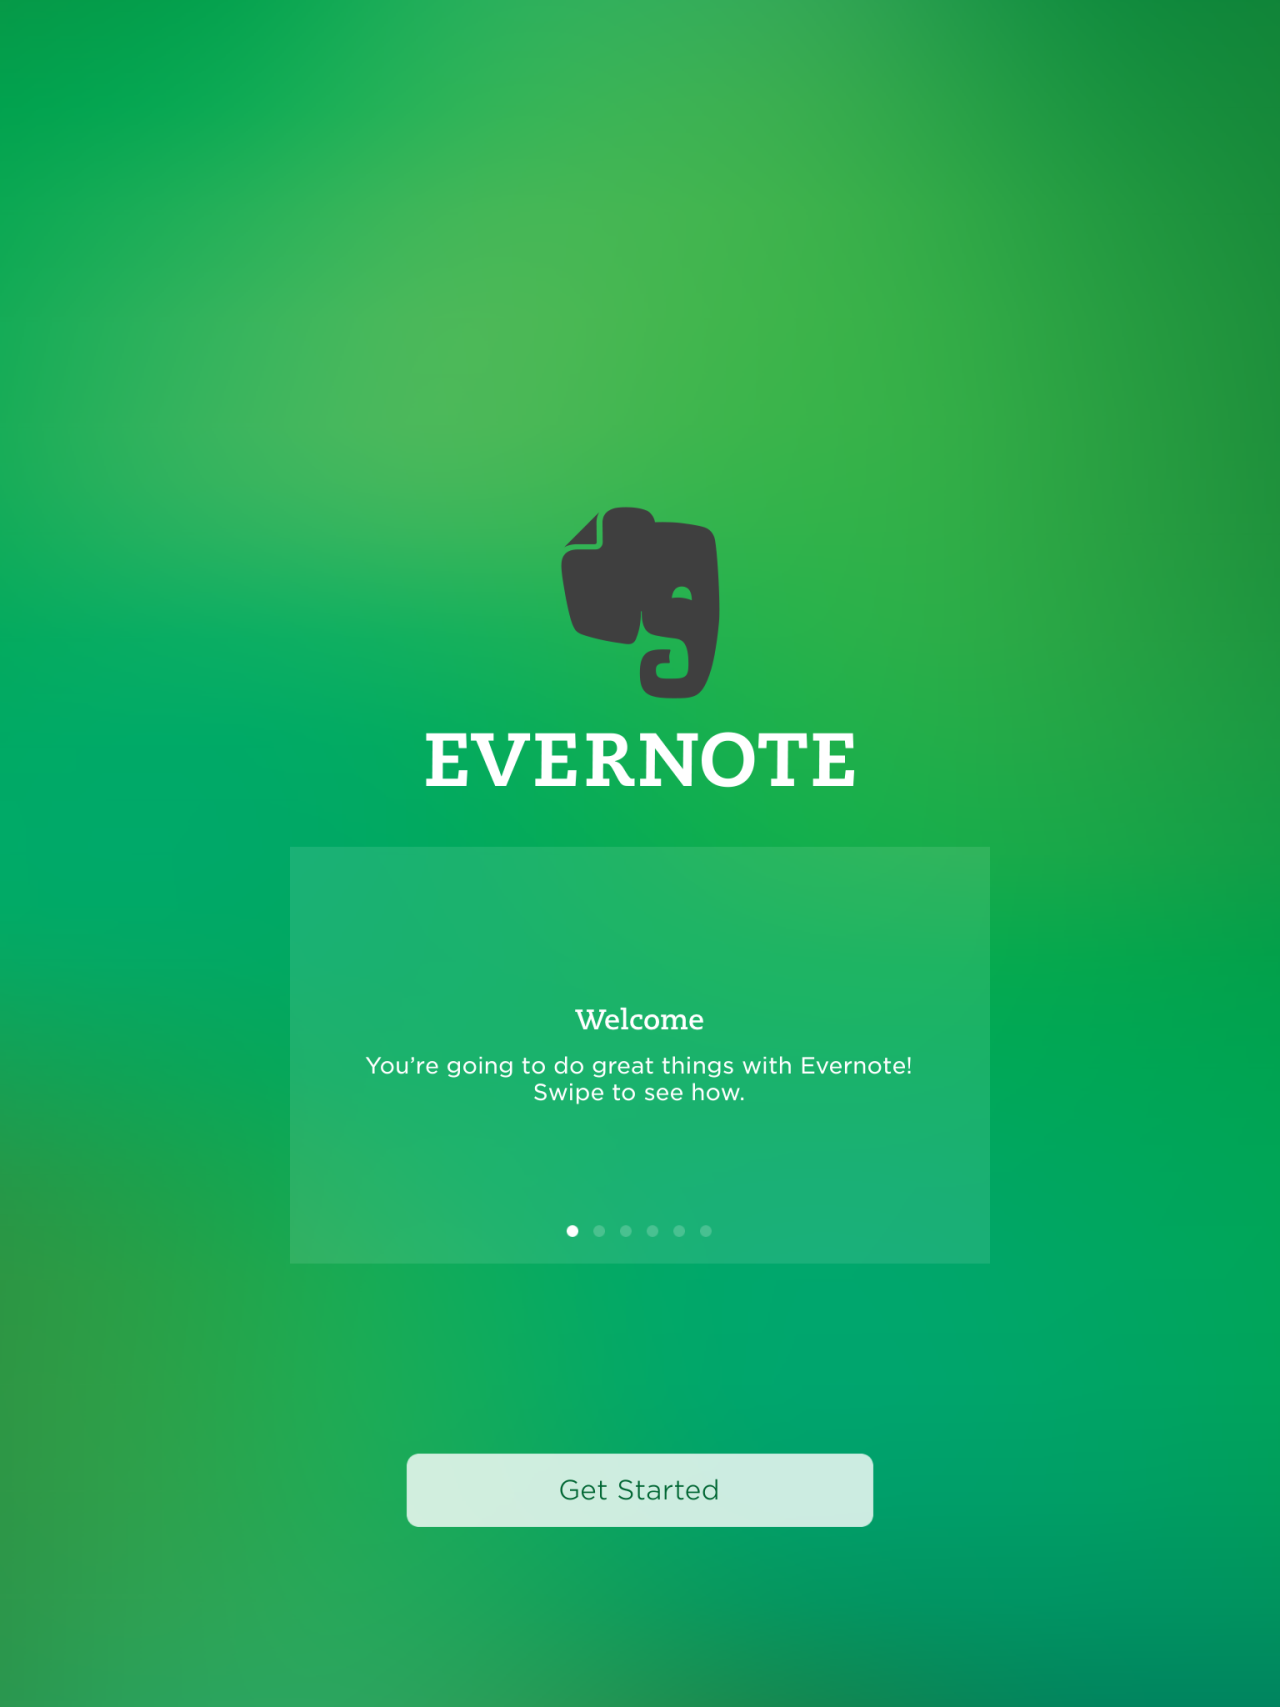 EVERNOTE
Welcome
You’re going to do great things with Evernote!
Swipe to see how.
Get Started